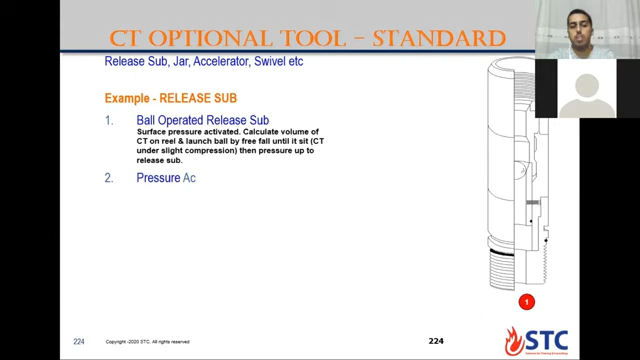 CT OPTIONAL TOOL – STANDARD
Release Sub, Jar, Accelerator, Swivel etc
Example - RELEASE SUB
1. Ball Operated Release Sub
Surface pressure activated. Calculate volume of
CT on reel & launch ball by free fall until it sit (CT
under slight compression) then pressure up to
release sub.
2. Pressure Ac
1
224
Copyright -2020 STC. All rights reserved
224
STC